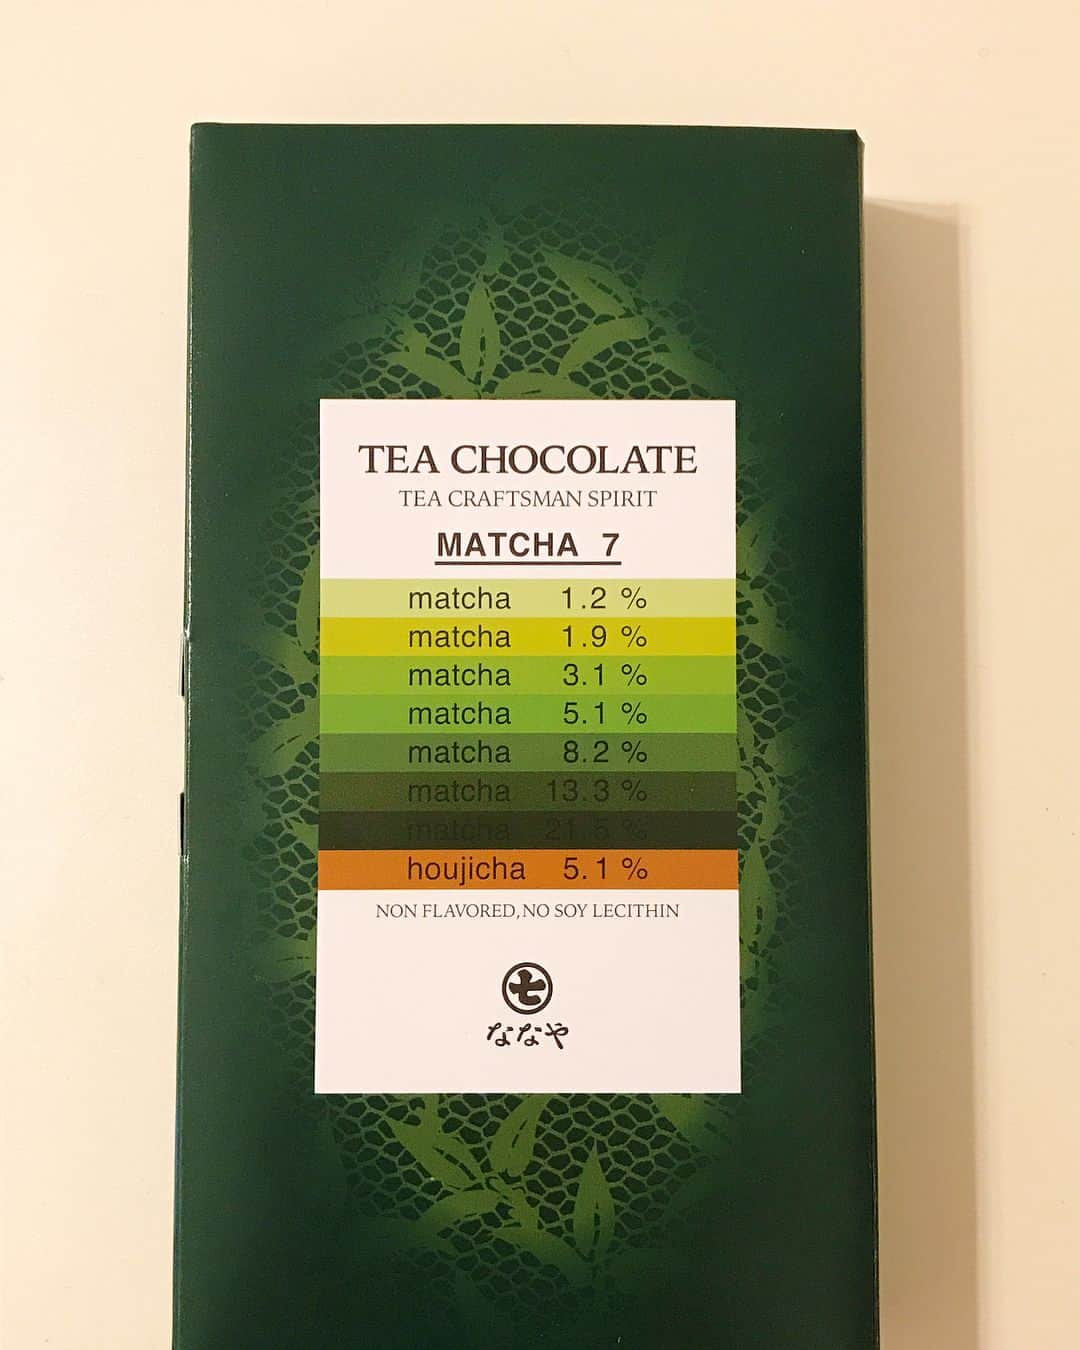 TEA CHOCOLATE
TEA CRAFTSMAN SPIRIT
MATCHA 7
matcha 1.2 %
matcha 1.9 %
matcha 3.1 %
matcha 5.1 %
matcha 8.2 %
matcha 13.3 %
matcha 21.5 %
houjicha 5.1 %
NON FLAVORED, NO SOY LECITHIN
七
ななや